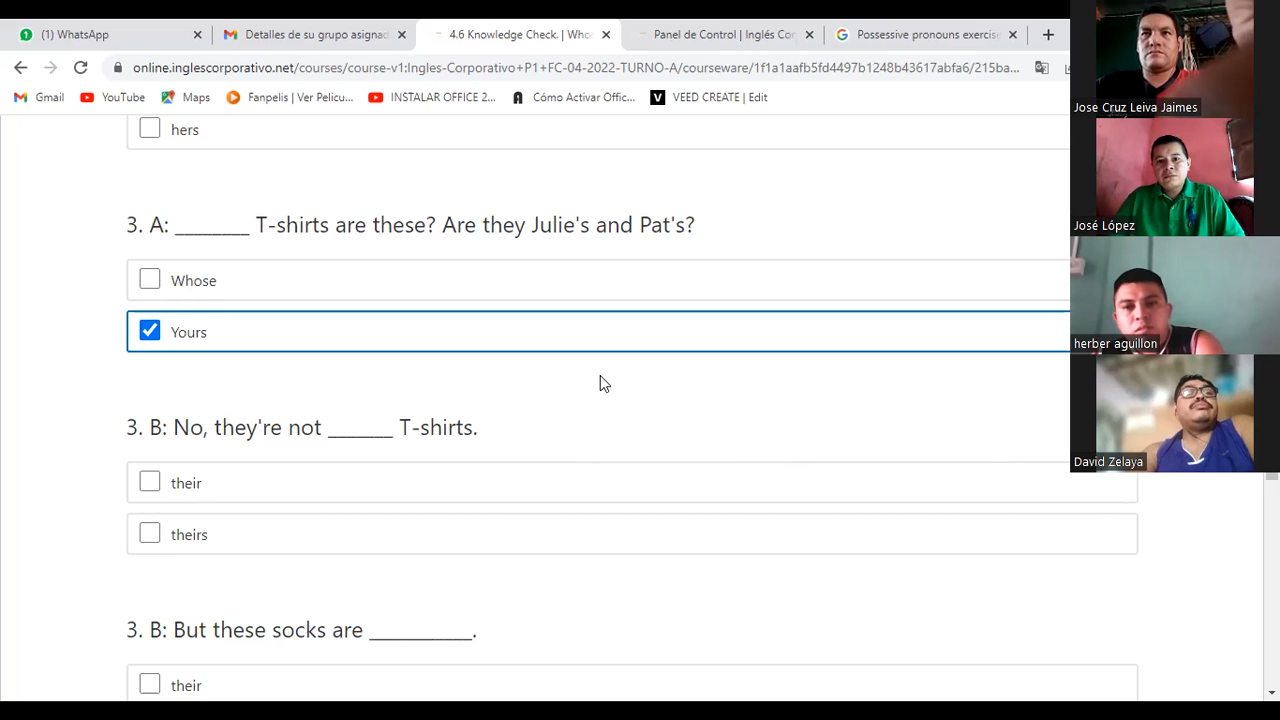 (1) WhatsApp
Detalles de su grupo asignad
4.6 Knowledge Check. | Who
Panel de Control | Inglés Cor
Possessive pronouns exercise
online.inglescorporativo.net/courses/course-v1:Ingles-Corporativo+P1+FC-04-2022-TURNO-A/courseware/1f1a1aafb5fd4497b1248b43617abfa6/215ba...
Gmail
YouTube
Maps
Fanpelis | Ver Pelicu...
INSTALAR OFFICE 2...
Cómo Activar Offic...
VEED CREATE | Edit
hers
3. A: ________ T-shirts are these? Are they Julie's and Pat's?
Whose
Yours
3. B: No, they're not _______ T-shirts.
their
theirs
3. B: But these socks are ___________.
their
Jose Cruz Leiva Jaimes
José López
herber aguillon
David Zelaya